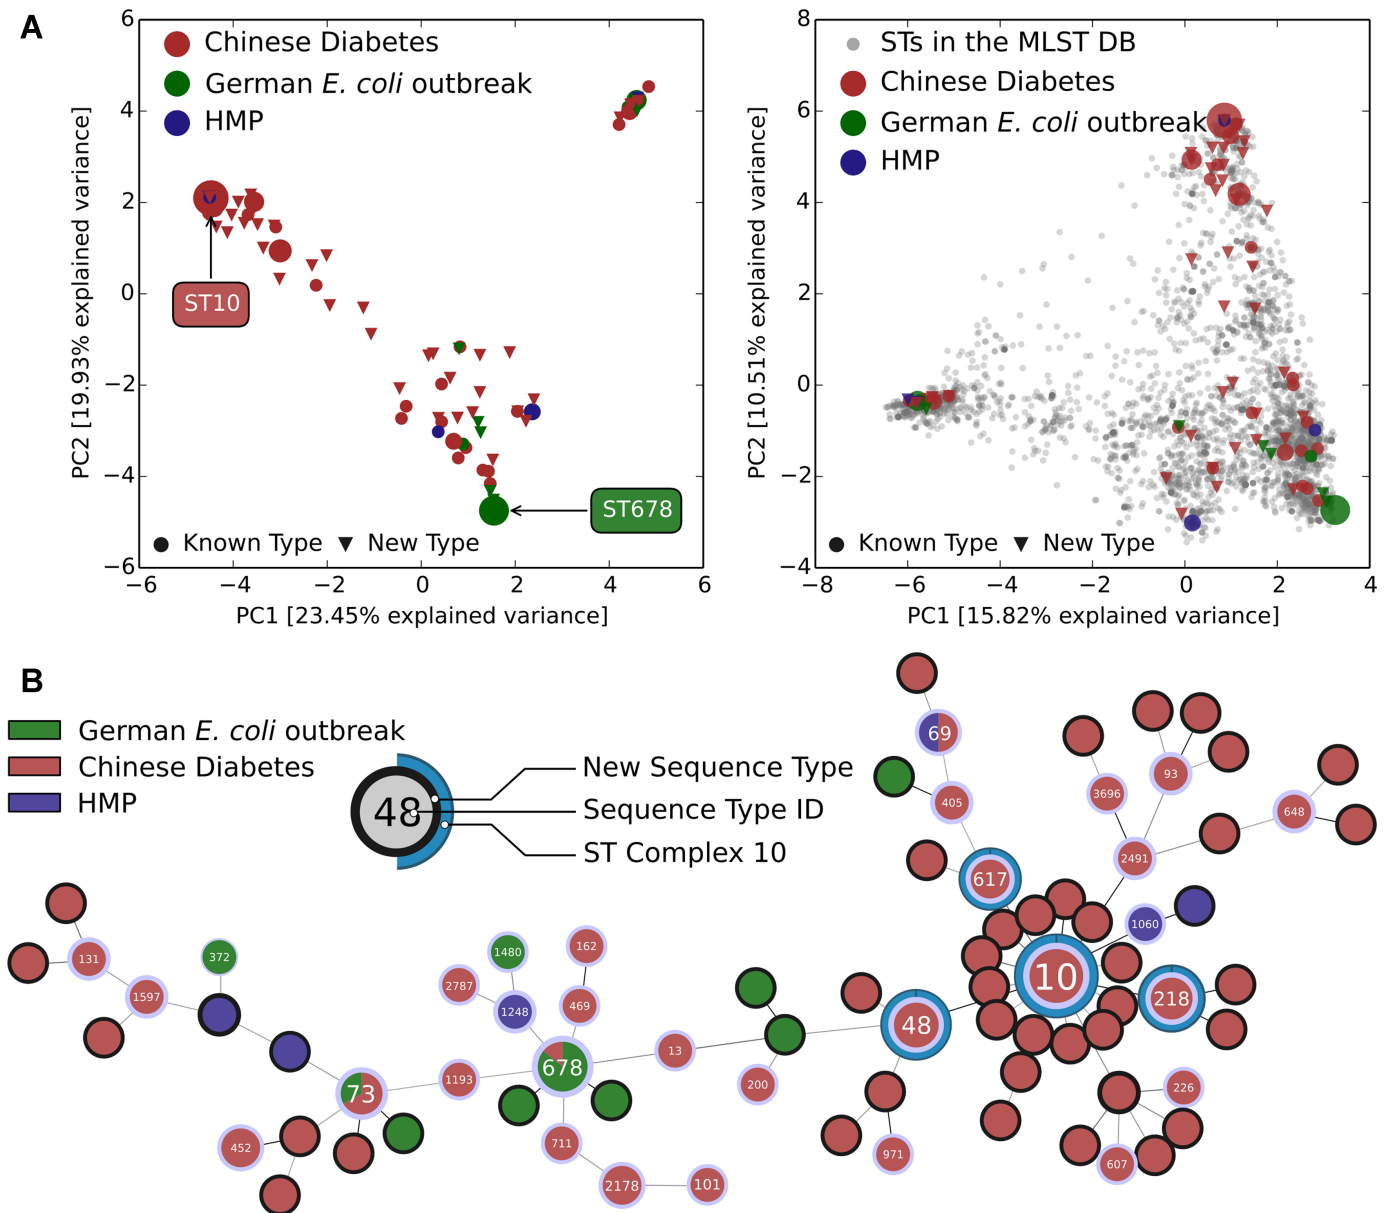 A
Chinese Diabetes
German E. coli outbreak
HMP
ST10
ST678
Known Type
New Type
6
4
2
0
−2
−4
−6
−6
−4
−2
0
2
4
6
PC1 [23.45% explained variance]
PC2 [19.93% explained variance]
STs in the MLST DB
Chinese Diabetes
German E. coli outbreak
HMP
Known Type
New Type
8
6
4
2
0
−2
−4
−8
−6
−4
−2
0
2
4
PC1 [15.82% explained variance]
PC2 [10.51% explained variance]
B
German E. coli outbreak
Chinese Diabetes
HMP
48
New Sequence Type
Sequence Type ID
ST Complex 10
69
405
617
3696
93
2491
648
1060
10
218
48
226
607
971
131
1597
372
73
452
1193
2787
1480
1248
162
469
678
13
200
711
2178
101